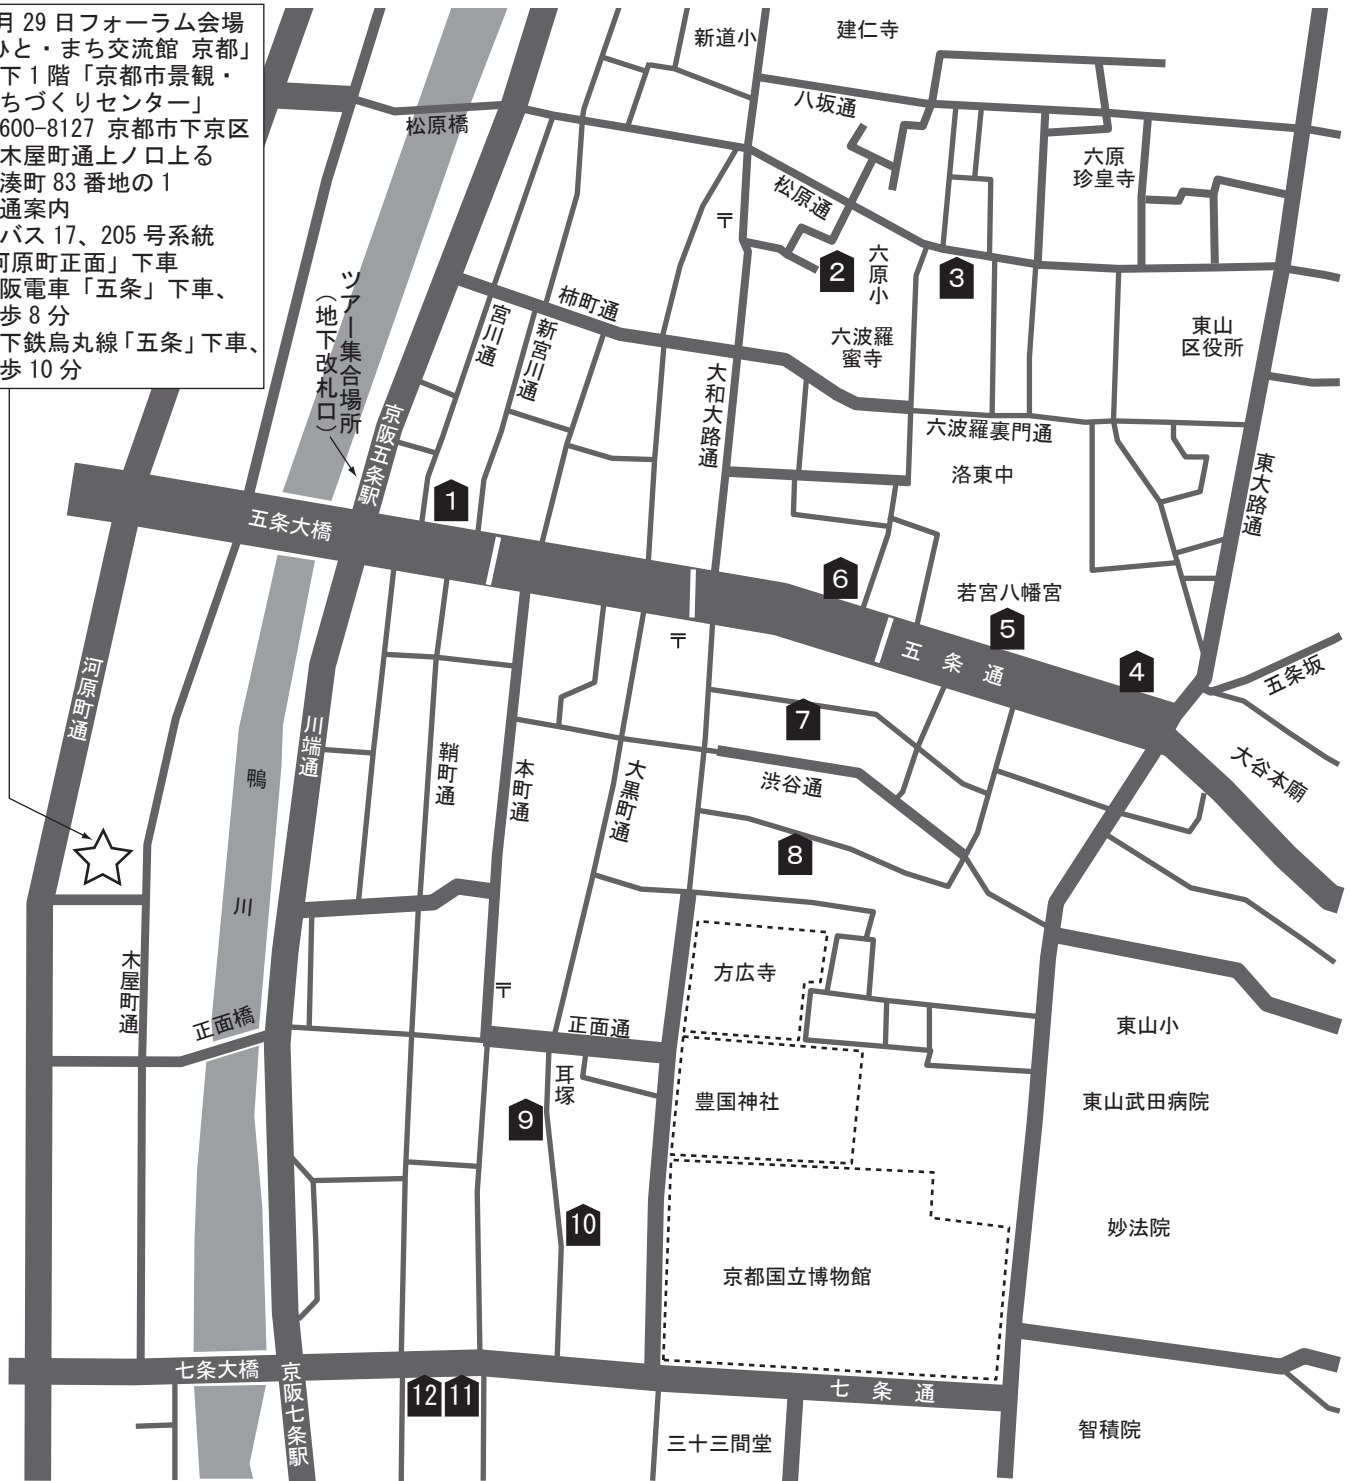 月 29 日フォーラム会場
ひと・まち交流館 京都」
下 1 階「京都市景観・
ちづくりセンター」
600-8127 京都市下京区
木屋町通上ノ口上る
湊町 83 番地の 1
通案内
バス 17、205 号系統
河原町正面」下車
阪電車「五条」下車、
歩 8 分
下鉄烏丸線「五条」下車、
歩 10 分
新道小
建仁寺
八坂通
松原橋
松原通
六原
珍皇寺
〒
2
六原小
3
ツアー集合場所
（地下改札口）
柿町通
宮川通
新宮川通
六波羅
蜜寺
東山
区役所
大和大路通
京阪五条駅
六波羅裏門通
洛東中
東大路通
1
五条大橋
6
若宮八幡宮
5
〒
五条通
4
五条坂
河原町通
川端通
7
鞘町通
本町通
大黒町通
渋谷通
大谷本廟
鴨川
8
木屋町通
方広寺
〒
正面橋
正面通
東山小
耳塚
9
豊国神社
東山武田病院
10
妙法院
京都国立博物館
七条大橋
京阪七条駅
12
11
七条通
三十三間堂
智積院